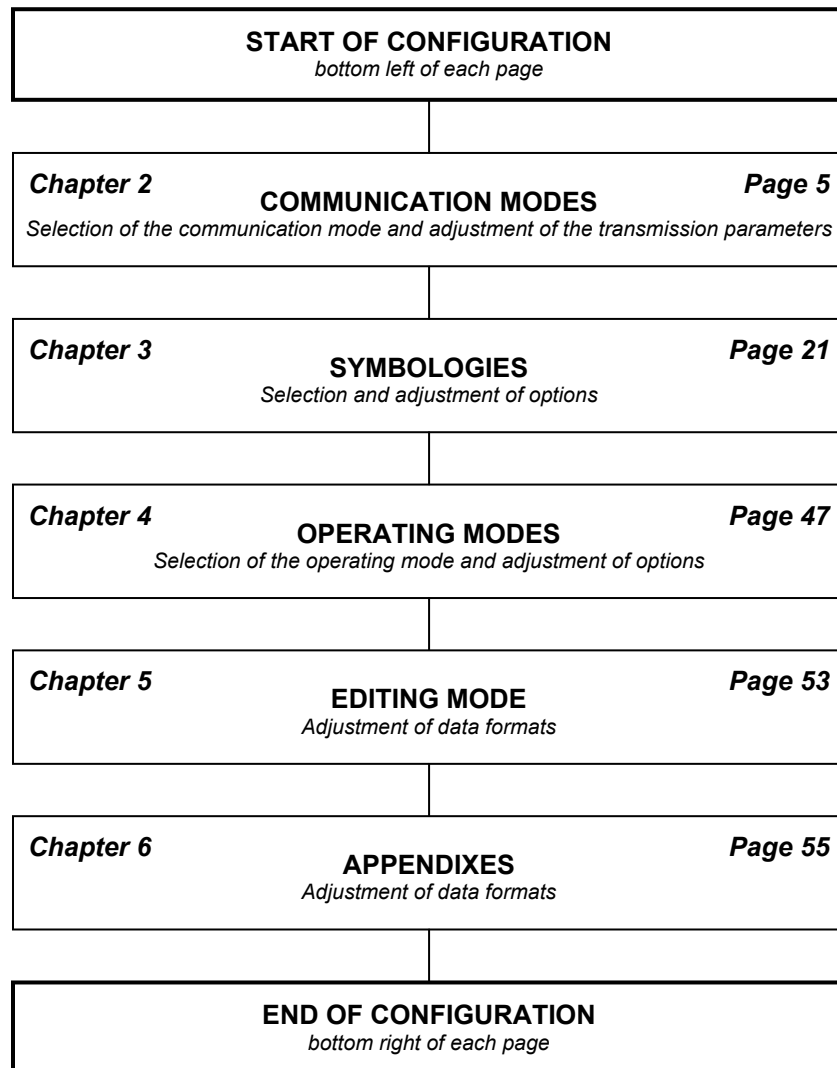 START OF CONFIGURATION
bottom left of each page
Chapter 2
Page 5
COMMUNICATION MODES
Selection of the communication mode and adjustment of the transmission parameters
Chapter 3
Page 21
SYMBOLOGIES
Selection and adjustment of options
Chapter 4
Page 47
OPERATING MODES
Selection of the operating mode and adjustment of options
Chapter 5
Page 53
EDITING MODE
Adjustment of data formats
Chapter 6
Page 55
APPENDIXES
Adjustment of data formats
END OF CONFIGURATION
bottom right of each page